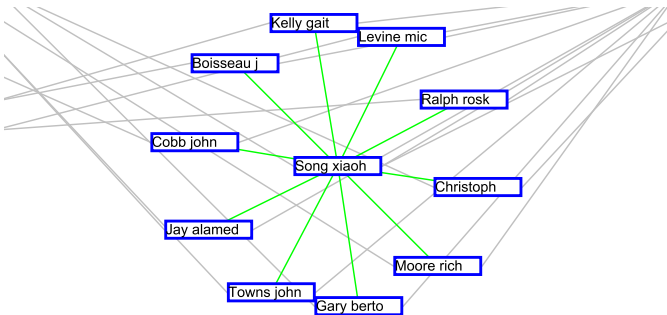 Kelly gait
Levine mic
Boisseau j
Ralph rosk
Cobb john
Song xiaoh
Christoph
Jay alamed
Moore rich
Towns john
Gary berto